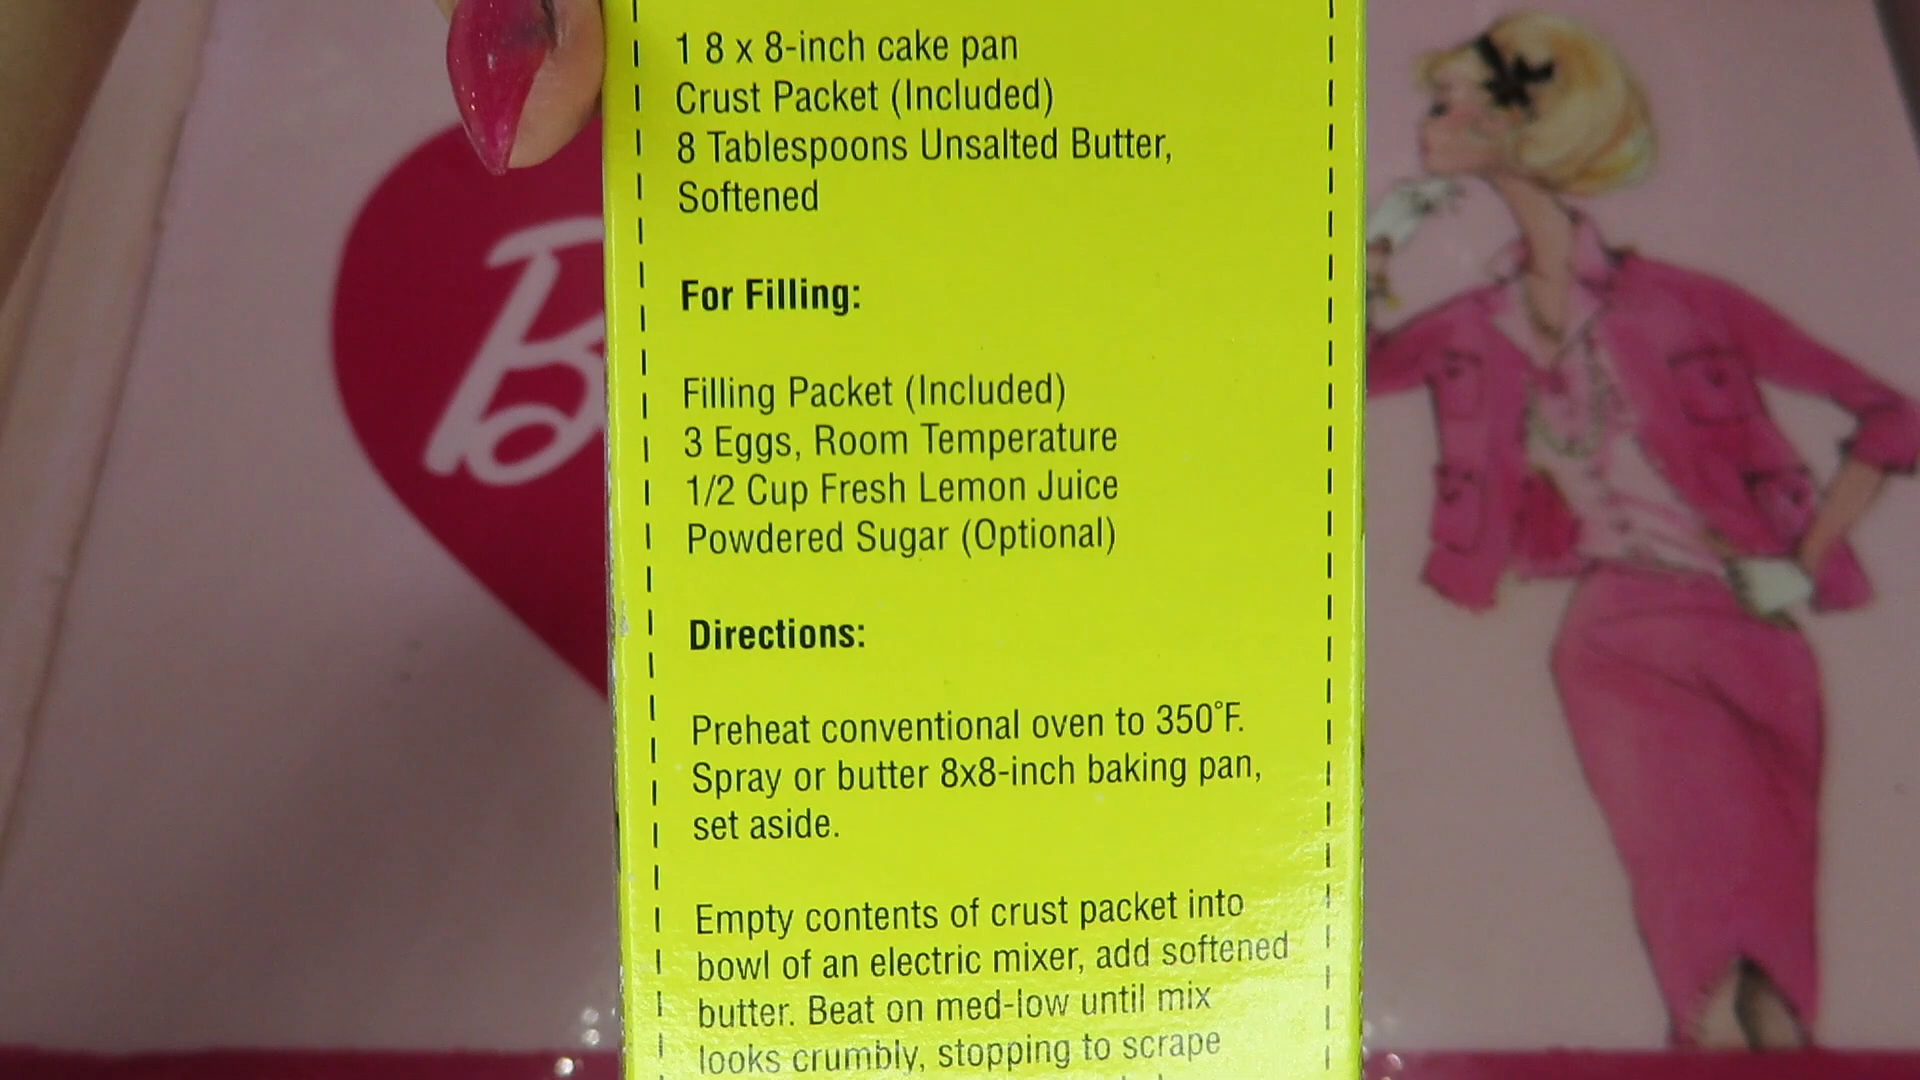 1 8 x 8-inch cake pan
Crust Packet (Included)
8 Tablespoons Unsalted Butter,
Softened
For Filling:
Filling Packet (Included)
3 Eggs, Room Temperature
1/2 Cup Fresh Lemon Juice
Powdered Sugar (Optional)
Directions:
Preheat conventional oven to 350°F.
Spray or butter 8x8-inch baking pan,
set aside.
Empty contents of crust packet into
bowl of an electric mixer, add softened
butter. Beat on med-low until mix
looks crumbly, stopping to scrape
B